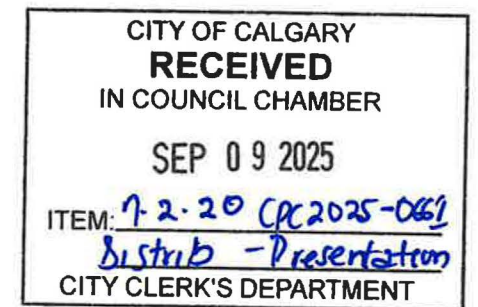 CITY OF CALGARY
RECEIVED
IN COUNCIL CHAMBER
SEP 09 2025
ITEM: 7.2.20 CPC2025-0661
Distrib - Presentation
CITY CLERK'S DEPARTMENT